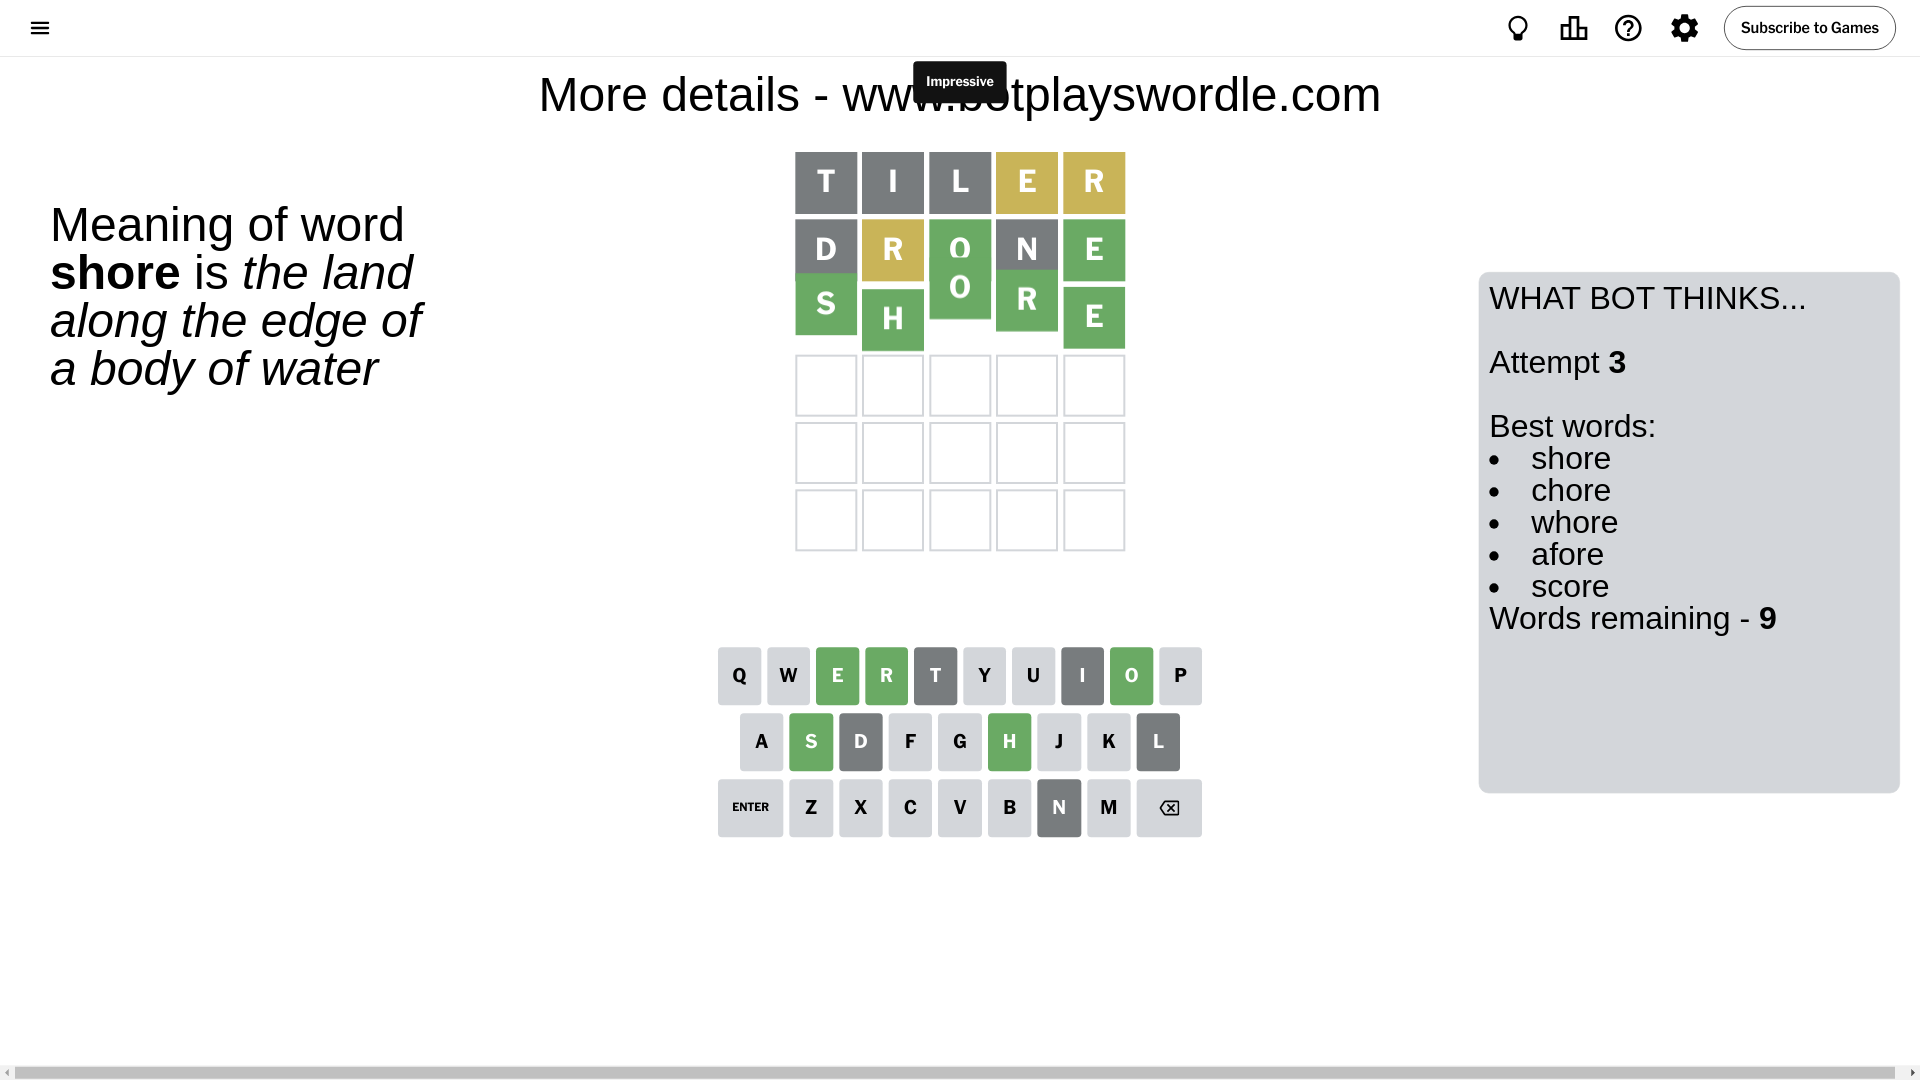 Subscribe to Games
Impressive
More details - www.botplayswordle.com
Meaning of word
shore is the land
along the edge of
a body of water
T I L E R
D R O N E
S H O R E
WHAT BOT THINKS...
Attempt 3
Best words:
• shore
• chore
• whore
• afore
• score
Words remaining - 9
Q W E R T Y U I O P
A S D F G H J K L
ENTER Z X C V B N M